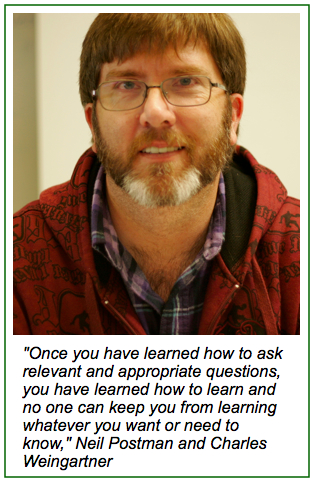 "Once you have learned how to ask
relevant and appropriate questions,
you have learned how to learn and
no one can keep you from learning
whatever you want or need to
know," Neil Postman and Charles
Weingartner